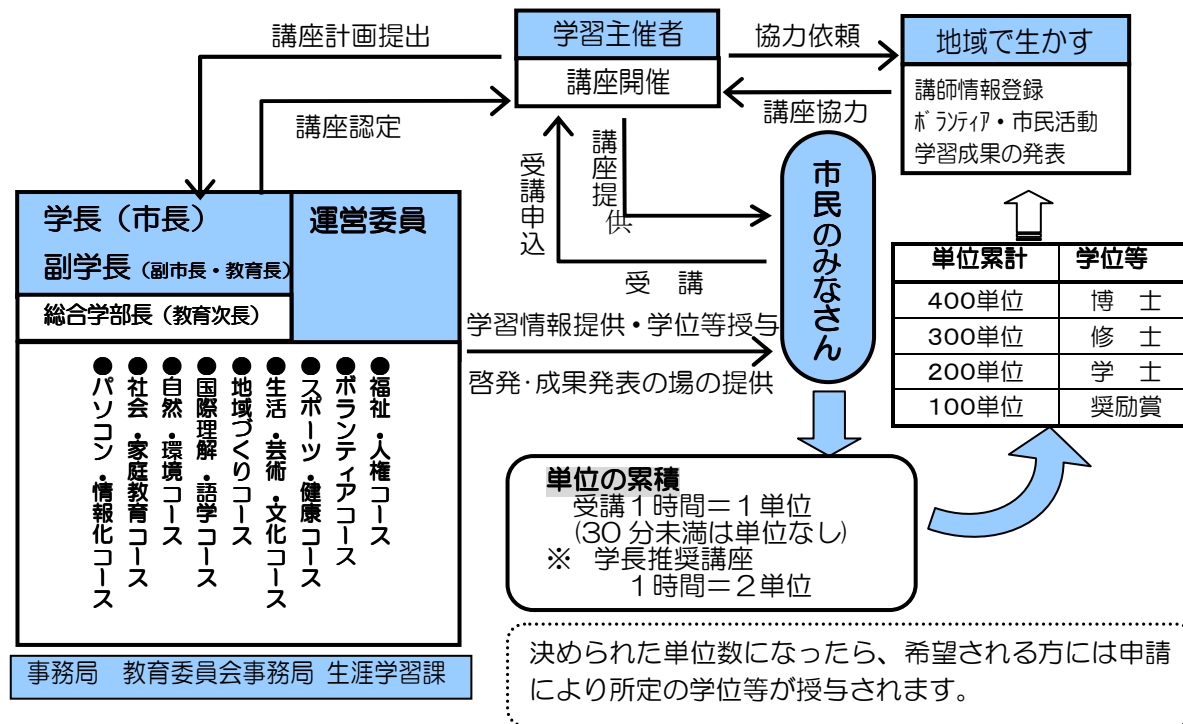 講座計画提出
学習主催者
講座開催
協力依頼
地域で生かす
講師情報登録
ボランティア・市民活動
学習成果の発表
講座認定
講座協力
受講申込
講座提供
受 講
市民のみなさん
学長（市長）
副学長（副市長・教育長）
運営委員
総合学部長（教育次長）
●福祉・人権コース
●ボランティアコース
●スポーツ・健康コース
●生活・芸術・文化コース
●地域づくりコース
●国際理解・語学コース
●自然・環境コース
●社会・家庭教育コース
●パソコン・情報化コース
事務局　教育委員会事務局 生涯学習課
学習情報提供・学位等授与
啓発・成果発表の場の提供
単位累計 学位等
400単位 博　士
300単位 修　士
200単位 学　士
100単位 奨励賞
単位の累積
受講１時間＝１単位
(30分未満は単位なし)
※　学長推奨講座
１時間＝２単位
決められた単位数になったら、希望される方には申請
により所定の学位等が授与されます。